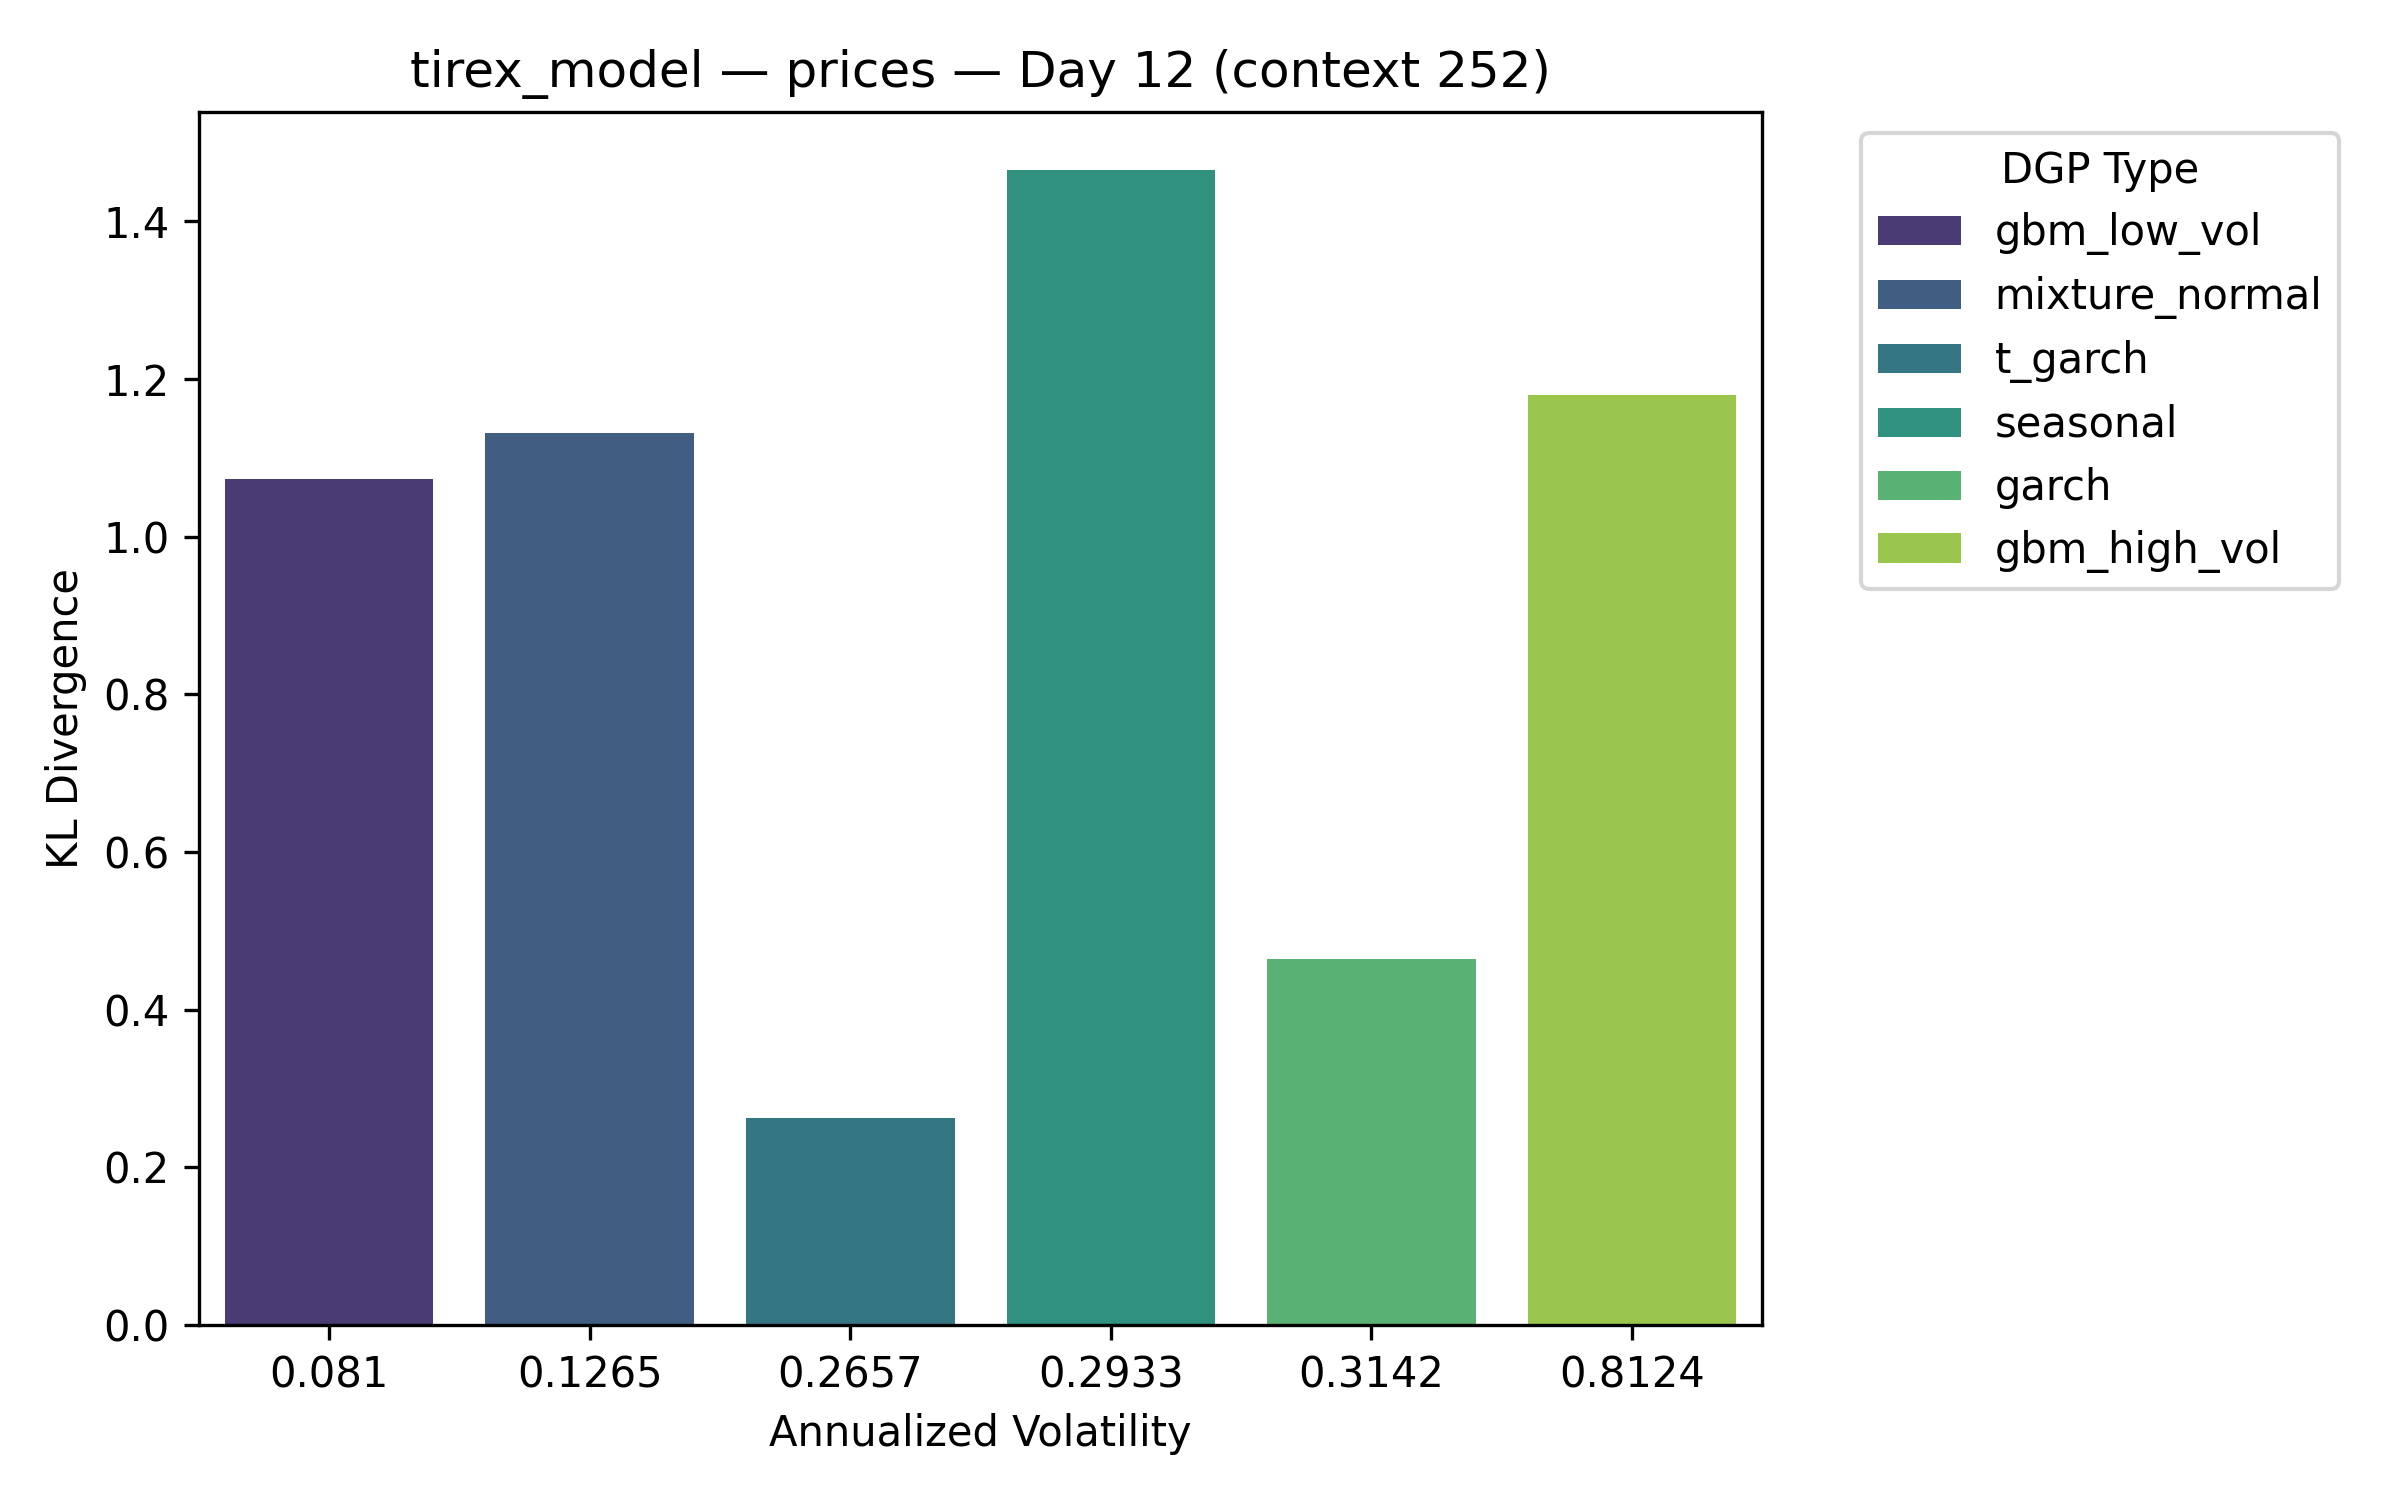 tirex_model — prices — Day 12 (context 252)
KL Divergence
1.4
1.2
1.0
0.8
0.6
0.4
0.2
0.0
0.081 0.1265 0.2657 0.2933 0.3142 0.8124
Annualized Volatility
DGP Type
gbm_low_vol
mixture_normal
t_garch
seasonal
garch
gbm_high_vol